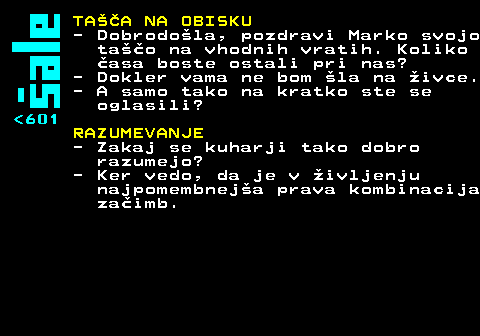 šale
<601
TAŠČA NA OBISKU
- Dobrodošla, pozdravi Marko svojo
taščo na vhodnih vratih. Koliko
časa boste ostali pri nas?
- Dokler vama ne bom šla na živce.
- A samo tako na kratko ste se
oglasili?
RAZUMEVANJE
- Zakaj se kuharji tako dobro
razumejo?
- Ker vedo, da je v življenju
najpomembnejša prava kombinacija
začimb.